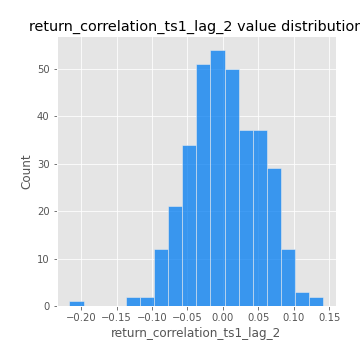 return_correlation_ts1_lag_2 value distribution
50
40
30
20
10
0
Count
−0.20 −0.15 −0.10 −0.05 0.00 0.05 0.10 0.15
return_correlation_ts1_lag_2